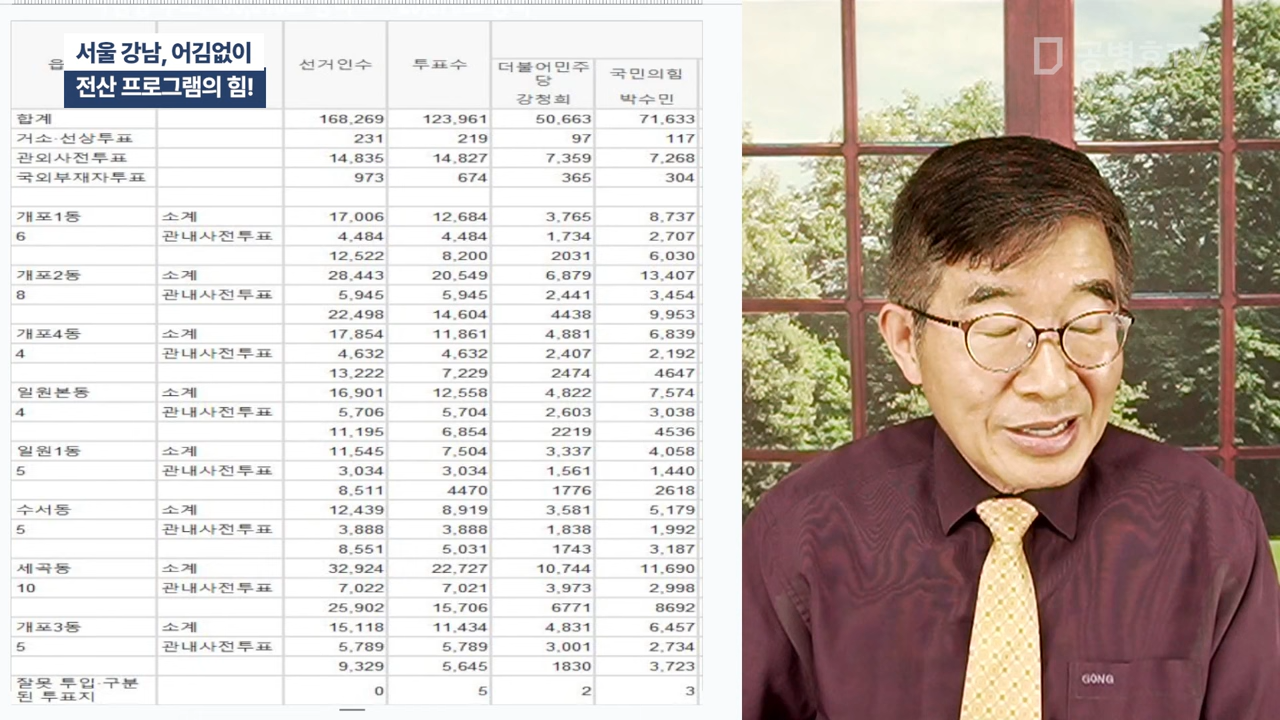 서울 강남, 어김없이
전산 프로그램의 힘!
읍
선거인수
투표수
더불어민주
당
강청희
국민의힘
박수민
합계 168,269 123,961 50,663 71,633
거소·선상투표 231 219 97 117
관외사전투표 14,835 14,827 7,359 7,268
국외부재자투표 973 674 365 304
개포1동 소계 17,006 12,684 3,765 8,737
6 관내사전투표 4,484 4,484 1,734 2,707
12,522 8,200 2031 6,030
개포2동 소계 28,443 20,549 6,879 13,407
8 관내사전투표 5,945 5,945 2,441 3,454
22,498 14,604 4438 9,953
개포4동 소계 17,854 11,861 4,881 6,839
4 관내사전투표 4,632 4,632 2,407 2,192
13,222 7,229 2474 4647
일원본동 소계 16,901 12,558 4,822 7,574
4 관내사전투표 5,706 5,704 2,603 3,038
11,195 6,854 2219 4536
일원1동 소계 11,545 7,504 3,337 4,058
5 관내사전투표 3,034 3,034 1,561 1,440
8,511 4470 1776 2618
수서동 소계 12,439 8,919 3,581 5,179
5 관내사전투표 3,888 3,888 1,838 1,992
8,551 5,031 1743 3,187
세곡동 소계 32,924 22,727 10,744 11,690
10 관내사전투표 7,022 7,021 3,973 2,998
25,902 15,706 6771 8692
개포3동 소계 15,118 11,434 4,831 6,457
5 관내사전투표 5,789 5,789 3,001 2,734
9,329 5,645 1830 3,723
잘못 투입·구분
된 투표지 0 5 2 3
공병호
GONG